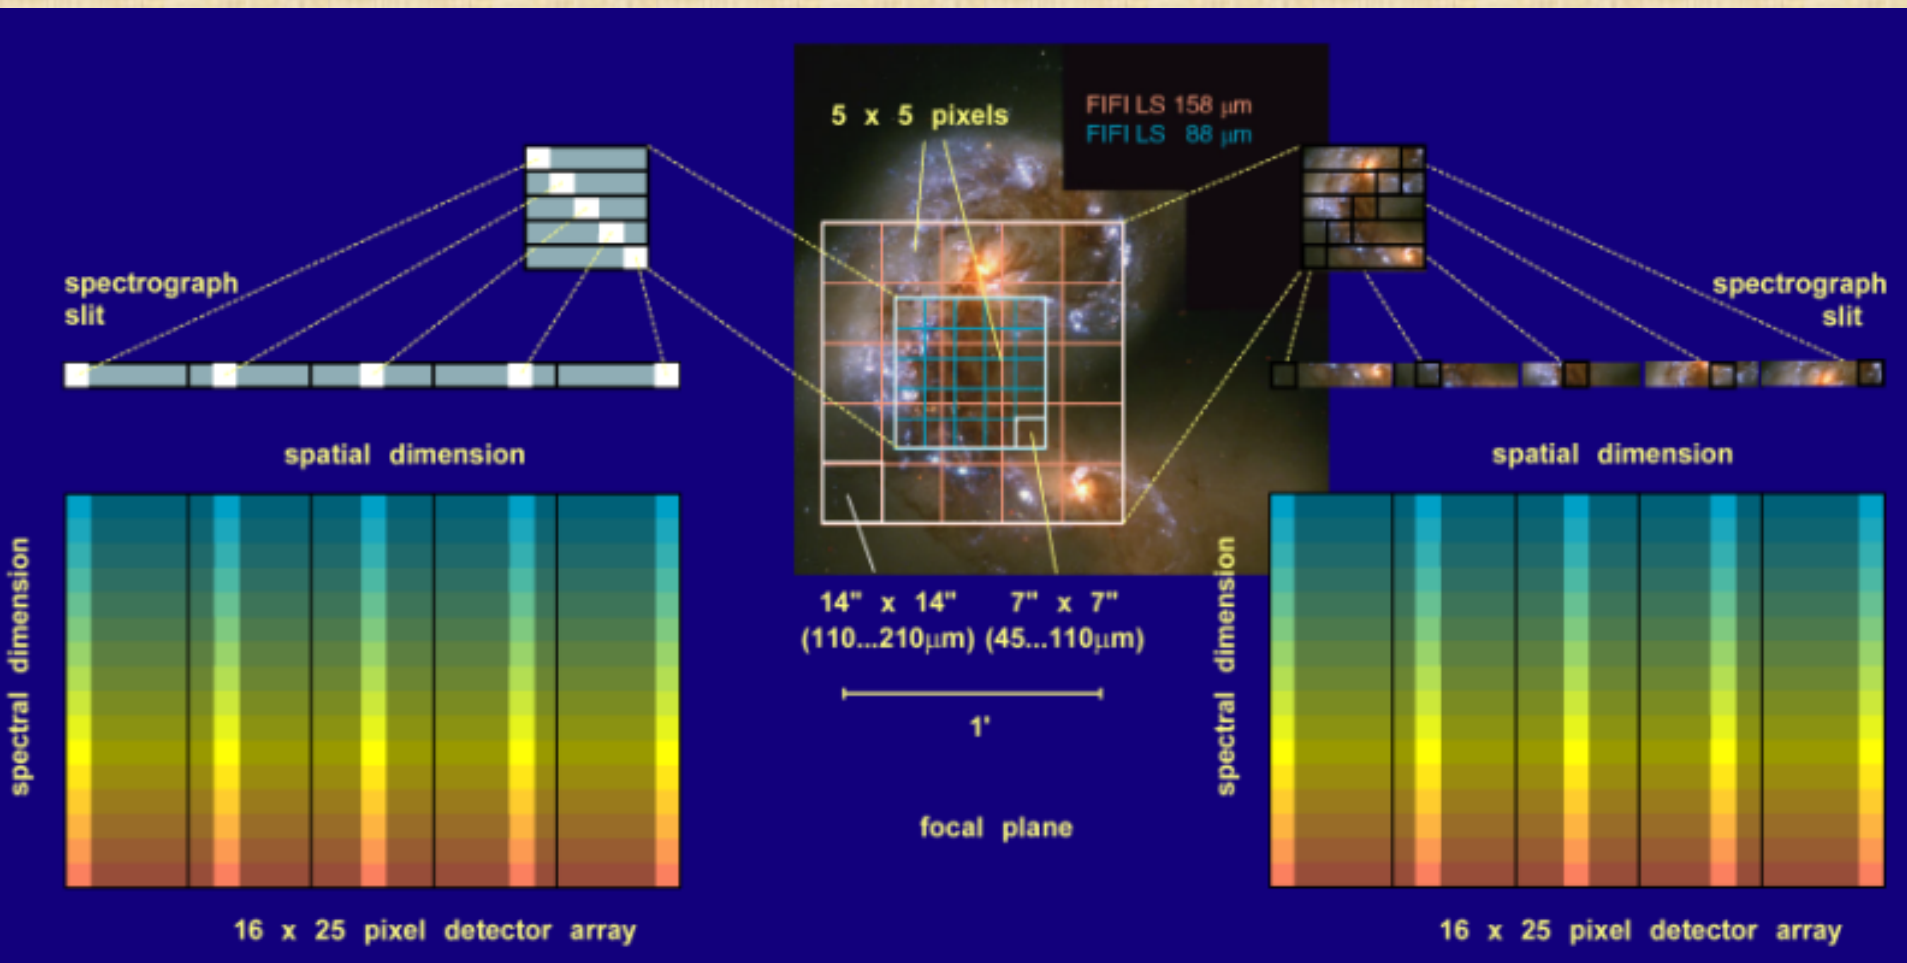 5 x 5 pixels
FIFI LS 158 μm
FIFI LS 88 μm
spectrograph
slit
spectrograph
slit
spatial dimension
spatial dimension
spectral dimension
spectral dimension
14" x 14" 7" x 7"
(110...210μm) (45...110μm)
1'
focal plane
16 x 25 pixel detector array
16 x 25 pixel detector array